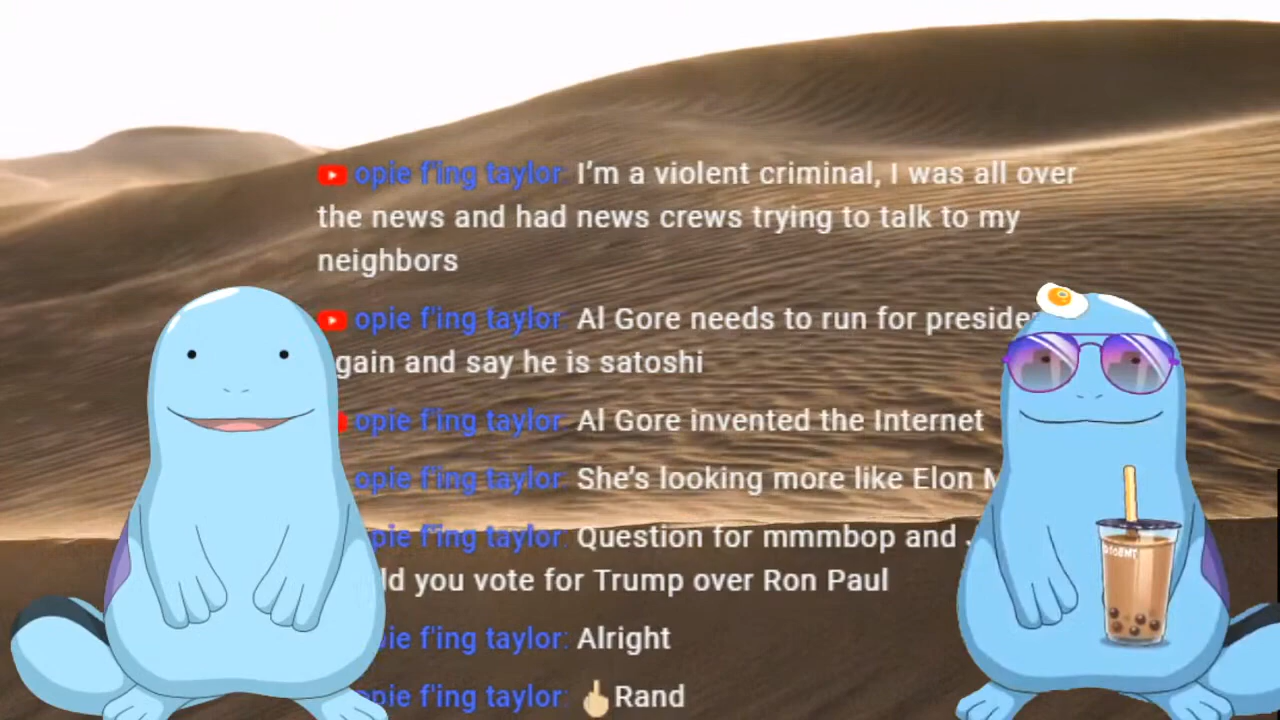 opie f'ing taylor: I'm a violent criminal, I was all over
the news and had news crews trying to talk to my
neighbors
opie f'ing taylor: Al Gore needs to run for
gain and say he is satoshi
opie f'ing taylor: Al Gore invented the Internet
opie f'ing taylor: She's looking more like Elon
opie f'ing taylor: Question for mmmbop and
ld you vote for Trump over Ron Paul
pie f'ing taylor: Alright
opie f'ing taylor: 🖕Rand